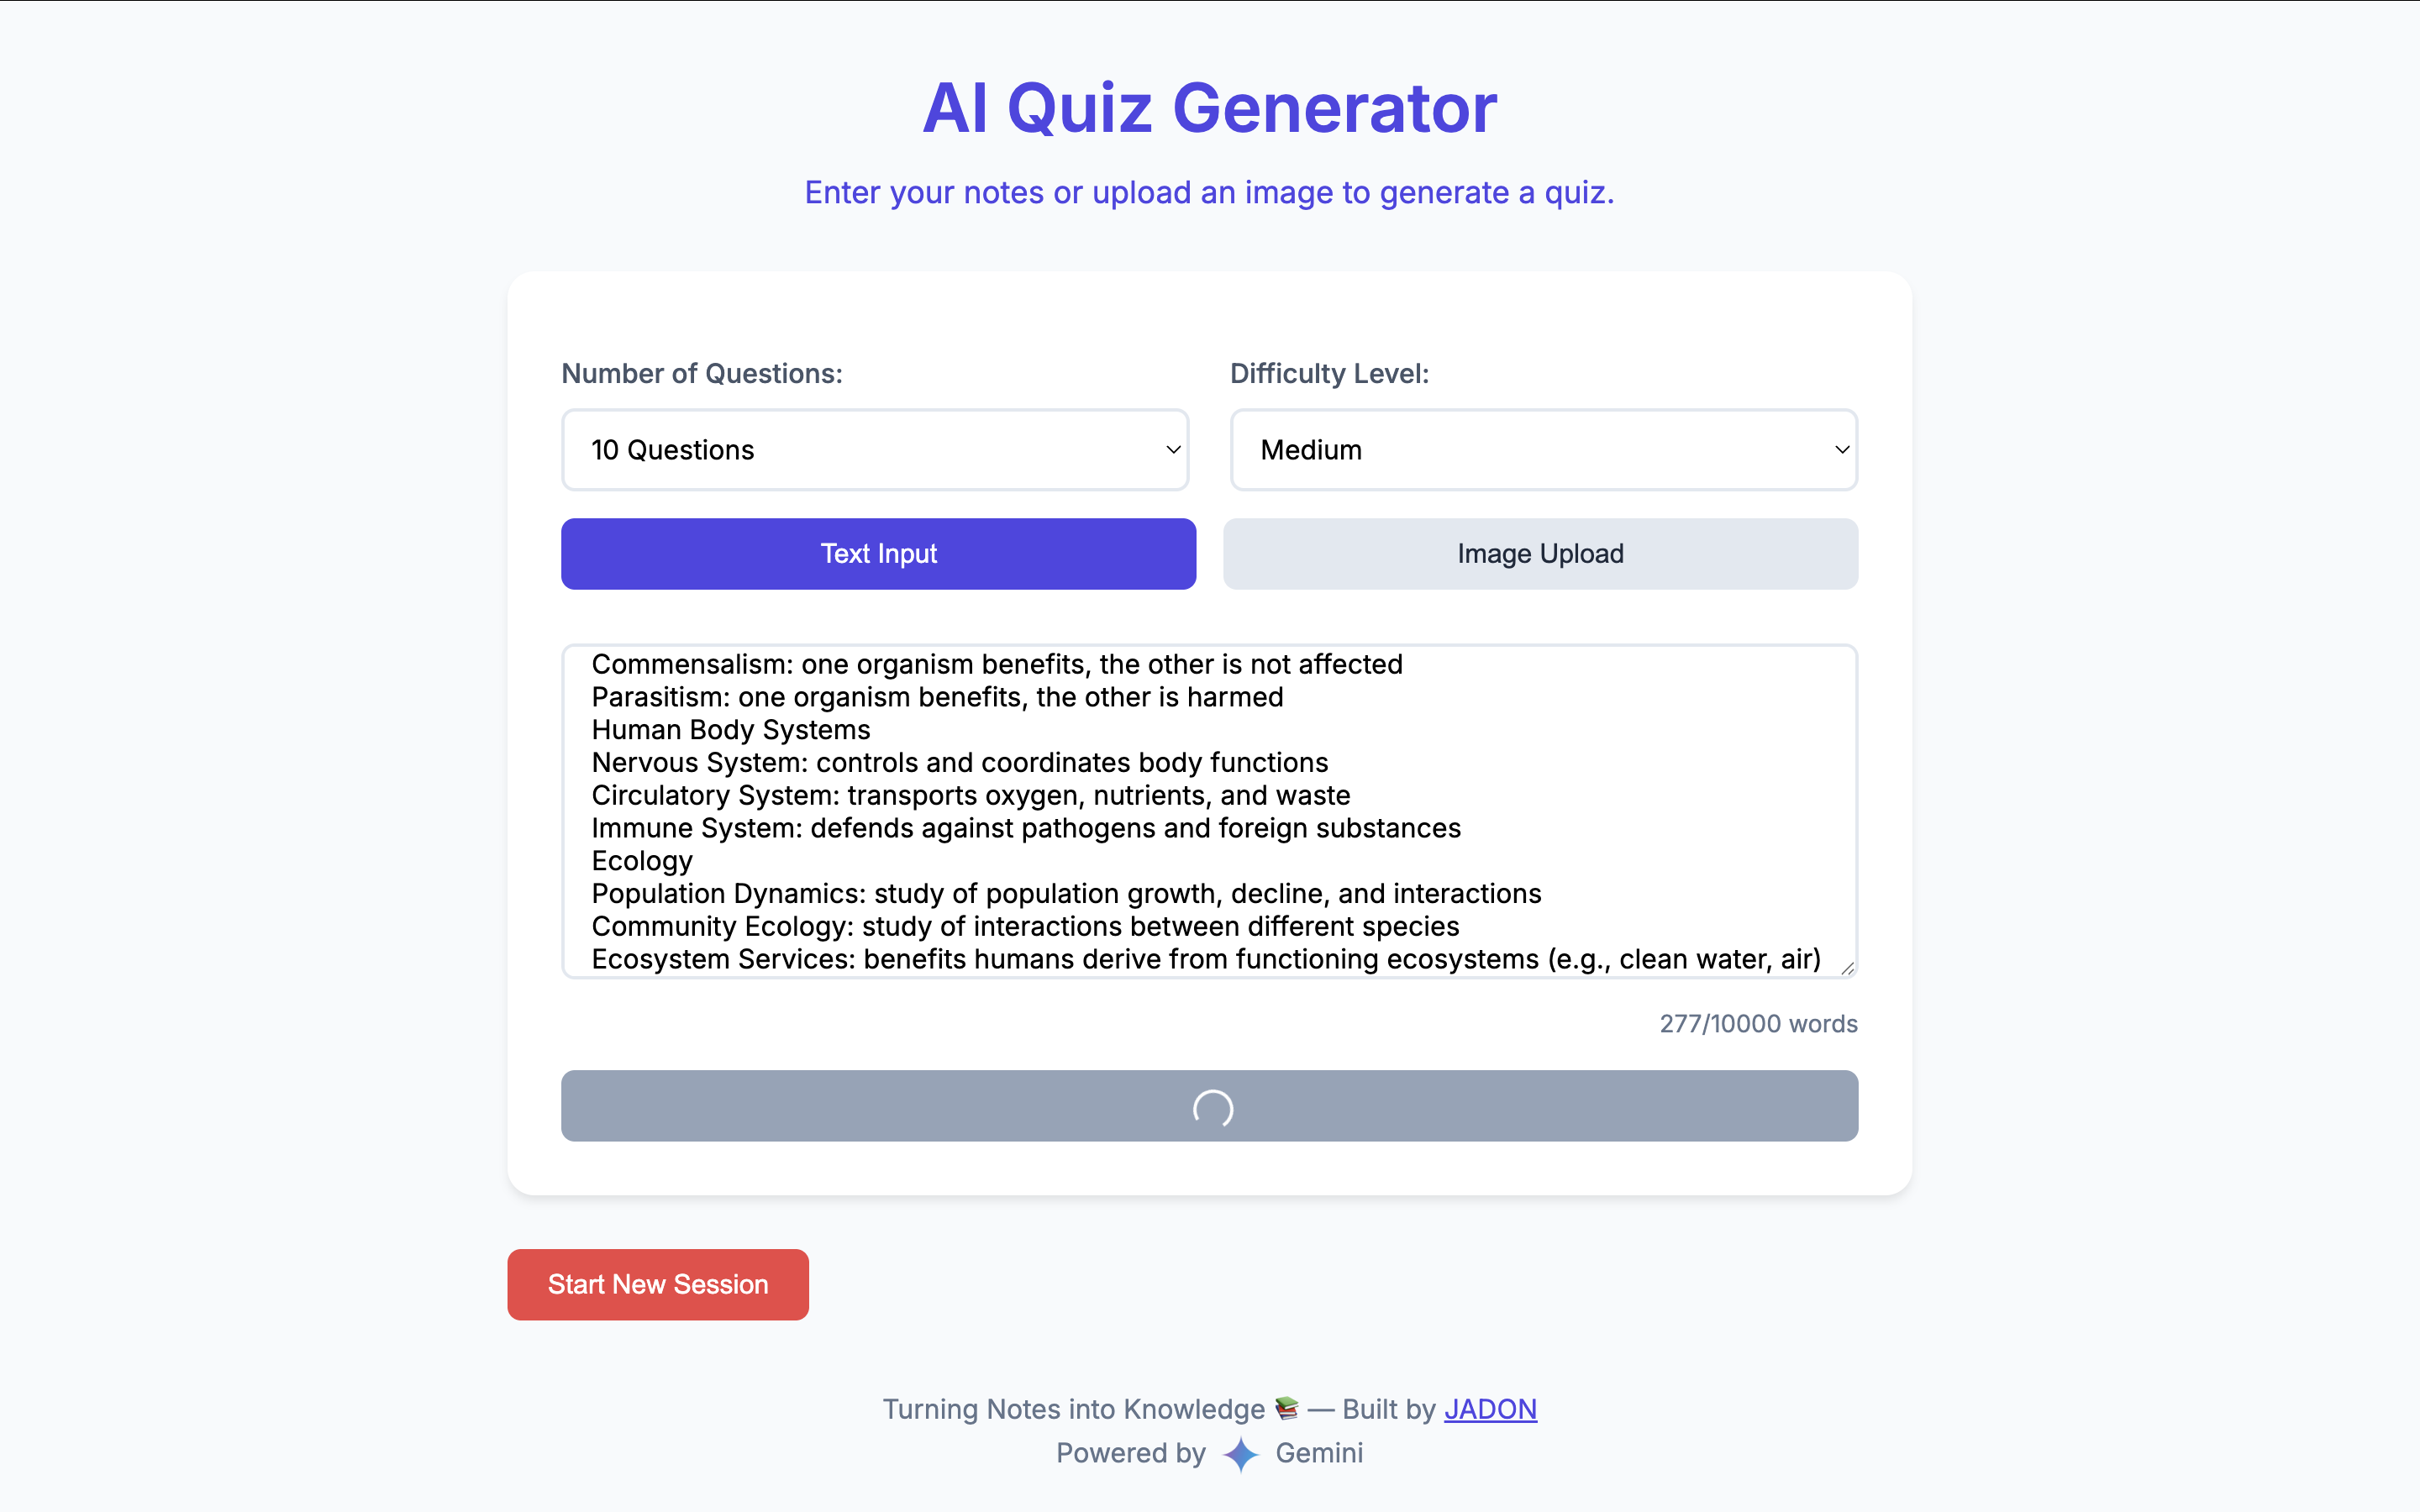 AI Quiz Generator
Enter your notes or upload an image to generate a quiz.
Number of Questions:
Difficulty Level:
10 Questions
Medium
Text Input
Image Upload
Commensalism: one organism benefits, the other is not affected
Parasitism: one organism benefits, the other is harmed
Human Body Systems
Nervous System: controls and coordinates body functions
Circulatory System: transports oxygen, nutrients, and waste
Immune System: defends against pathogens and foreign substances
Ecology
Population Dynamics: study of population growth, decline, and interactions
Community Ecology: study of interactions between different species
Ecosystem Services: benefits humans derive from functioning ecosystems (e.g., clean water, air)
277/10000 words
Start New Session
Turning Notes into Knowledge 📚 — Built by JADON
Powered by Gemini